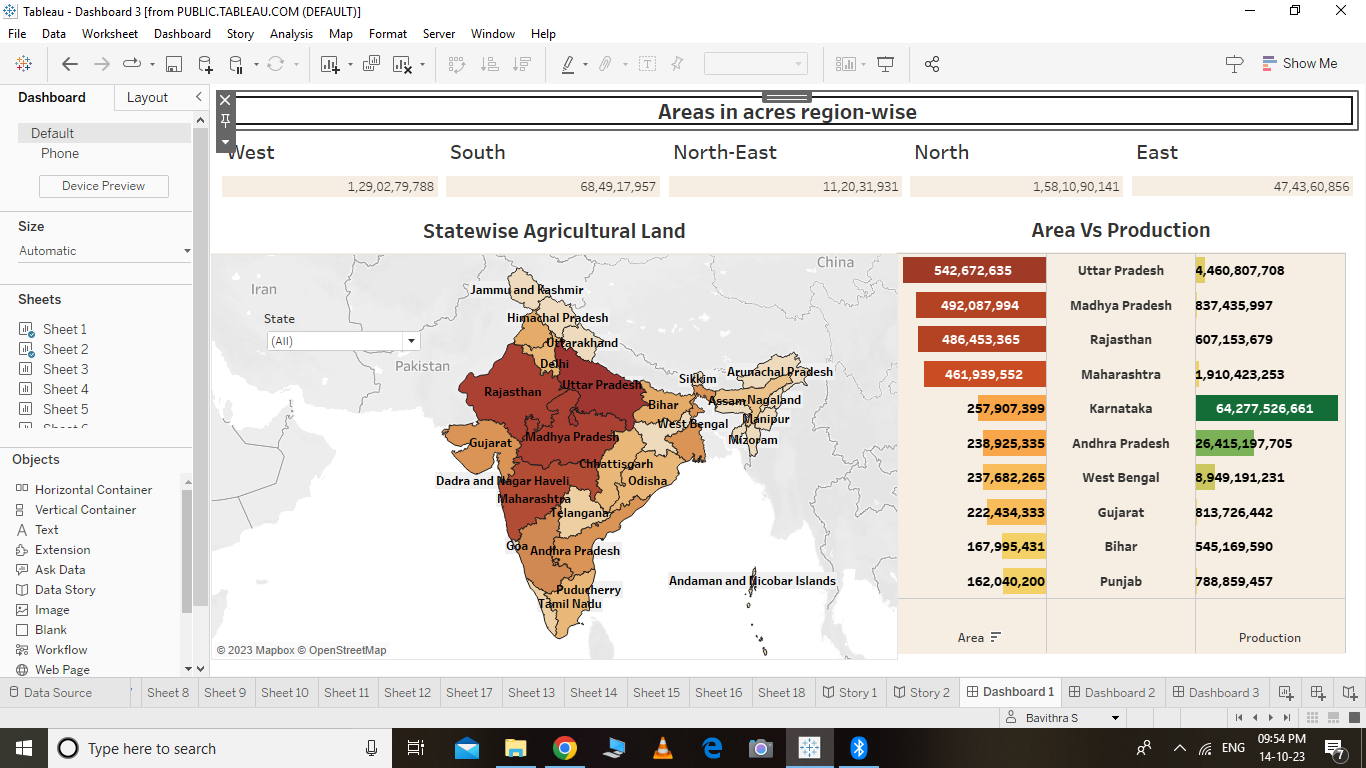 Tableau - Dashboard 3 [from PUBLIC.TABLEAU.COM (DEFAULT)]
File Data Worksheet Dashboard Story Analysis Map Format Server Window Help
Show Me
Dashboard Layout
Default
Phone
Device Preview
Size
Automatic
Sheets
Sheet 1
Sheet 2
Sheet 3
Sheet 4
Sheet 5
Objects
Horizontal Container
Vertical Container
Text
Extension
Ask Data
Data Story
Image
Blank
Workflow
Web Page
Areas in acres region-wise
West South North-East North East
1,29,02,79,788 68,49,17,957 11,20,31,931 1,58,10,90,141 47,43,60,856
Statewise Agricultural Land
China
Iran
Jammu and Kashmir
State
Himachal Pradesh
(All)
Uttarakhand
Pakistan
Delhi
Arunachal Pradesh
Sikkim
Rajasthan
Uttar Pradesh
Assam Nagaland
Bihar
Manipur
West Bengal
Gujarat
Madhya Pradesh
Mizoram
Chhattisgarh
Dadra and Nagar Haveli
Odisha
Maharashtra
Telangana
Goa
Andhra Pradesh
Andaman and Nicobar Islands
Puducherry
Tamil Nadu
© 2023 Mapbox © OpenStreetMap
Area Vs Production
542,672,635 Uttar Pradesh 4,460,807,708
492,087,994 Madhya Pradesh 837,435,997
486,453,365 Rajasthan 607,153,679
461,939,552 Maharashtra 1,910,423,253
257,907,399 Karnataka 64,277,526,661
238,925,335 Andhra Pradesh 26,415,197,705
237,682,265 West Bengal 8,949,191,231
222,434,333 Gujarat 813,726,442
167,995,431 Bihar 545,169,590
162,040,200 Punjab 788,859,457
Area Production
Data Source Sheet 8 Sheet 9 Sheet 10 Sheet 11 Sheet 12 Sheet 17 Sheet 13 Sheet 14 Sheet 15 Sheet 16 Sheet 18 Story 1 Story 2 Dashboard 1 Dashboard 2 Dashboard 3
Bavithra S
Type here to search
ENG
09:54 PM
14-10-23
7